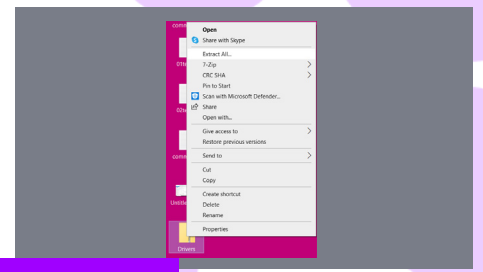 Open
Share with Skype
Extract All...
7-Zip
CRC SHA
Pin to Start
Scan with Microsoft Defender...
Share
Open with...
Give access to
Restore previous versions
Send to
Cut
Copy
Create shortcut
Delete
Rename
Properties
Drivers